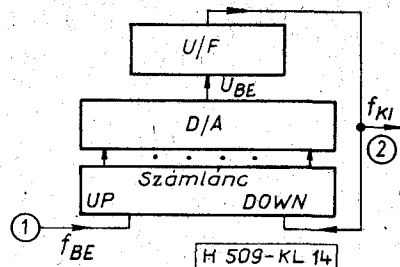 U/F
U_BE
D/A
f_KI
2
Számlánc
UP DOWN
1
f_BE
H 509-KL 14